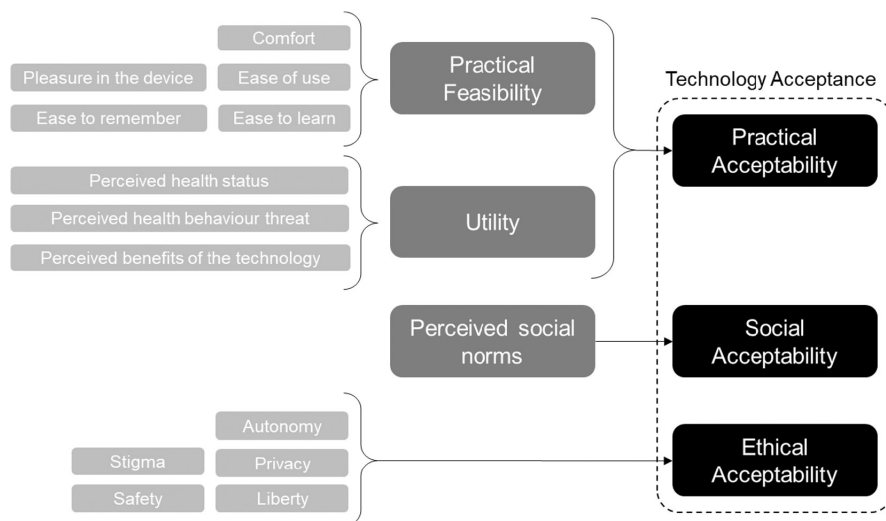 Comfort
Pleasure in the device
Ease of use
Ease to remember
Ease to learn
Practical
Feasibility
Technology Acceptance
Practical
Acceptability
Perceived health status
Perceived health behaviour threat
Perceived benefits of the technology
Utility
Perceived social
norms
Social
Acceptability
Autonomy
Stigma
Privacy
Safety
Liberty
Ethical
Acceptability